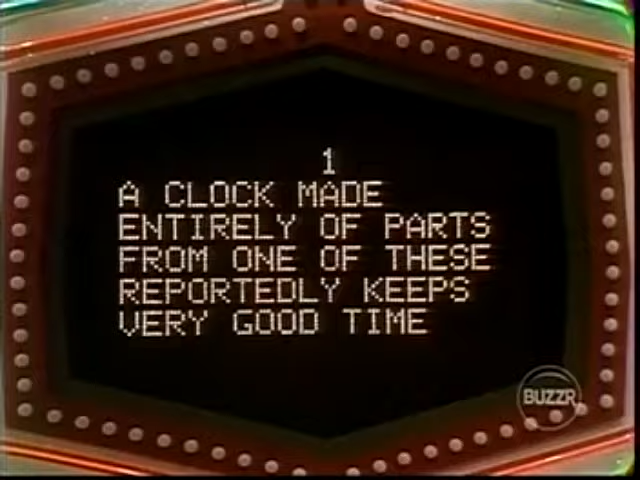 1
A CLOCK MADE
ENTIRELY OF PARTS
FROM ONE OF THESE
REPORTEDLY KEEPS
VERY GOOD TIME
BUZZR